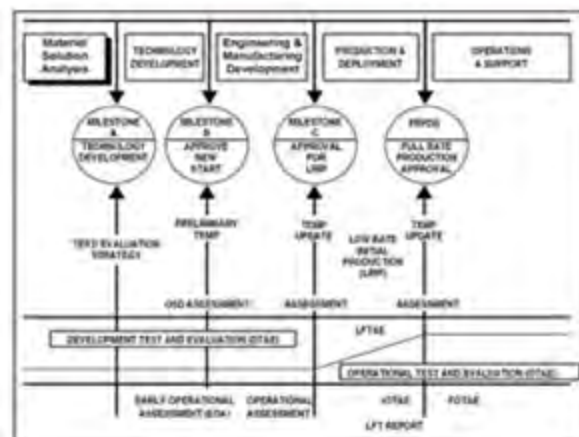 Materiel
Solution
Analysis
TECHNOLOGY
DEVELOPMENT
Engineering &
Manufacturing
Development
PRODUCTION &
DEPLOYMENT
OPERATIONS
& SUPPORT
MILESTONE
A
TECHNOLOGY
DEVELOPMENT
MILESTONE
B
APPROVE
NEW
START
MILESTONE
C
APPROVAL
FOR
LRIP
FULL RATE
PRODUCTION
APPROVAL
EVALUATION
STRATEGY
PRELIMINARY
TEMP
TEMP
UPDATE
LOW RATE
INITIAL
PRODUCTION
(LRIP)
TEMP
UPDATE
OSD ASSESSMENT
ASSESSMENT
ASSESSMENT
DEVELOPMENT TEST AND EVALUATION (DT&E)
LFT&E
OPERATIONAL TEST AND EVALUATION (OT&E)
EARLY OPERATIONAL
ASSESSMENT (EOA)
OPERATIONAL
ASSESSMENT
IOT&E
FOT&E
LFT REPORT